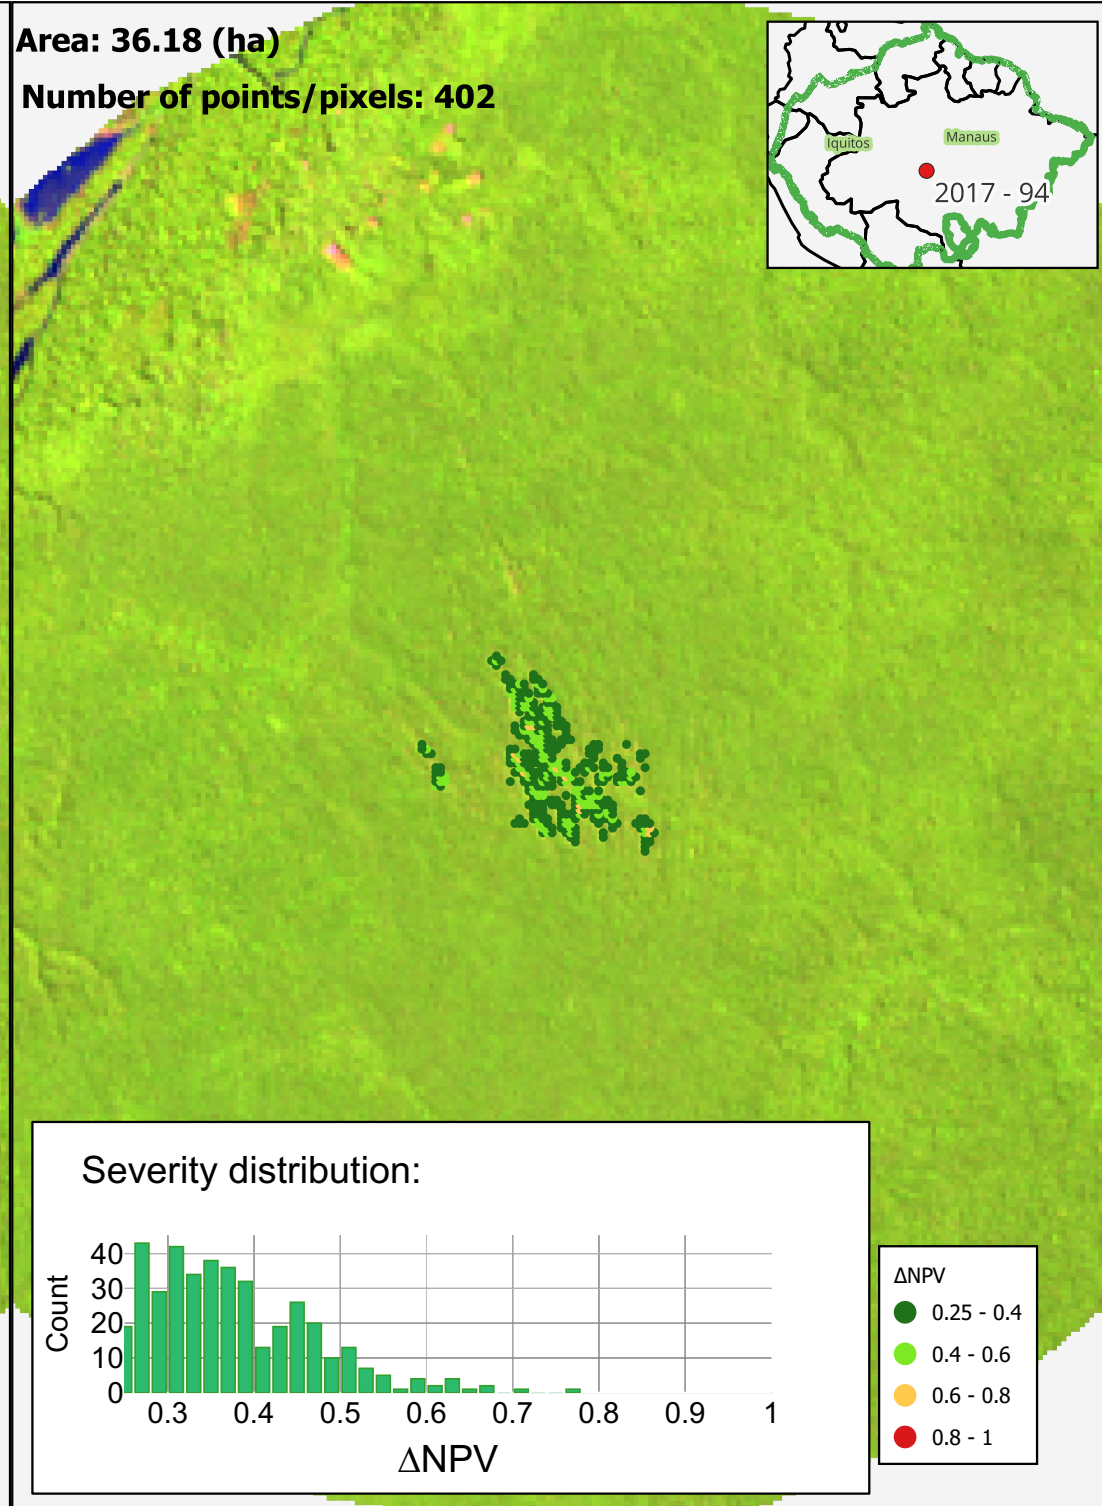 Area: 36.18 (ha)
Number of points/pixels: 402
Iquitos
Manaus
2017 - 94
Severity distribution:
Count
40
30
20
10
0
0.3 0.4 0.5 0.6 0.7 0.8 0.9 1
ΔNPV
ΔNPV
0.25 - 0.4
0.4 - 0.6
0.6 - 0.8
0.8 - 1